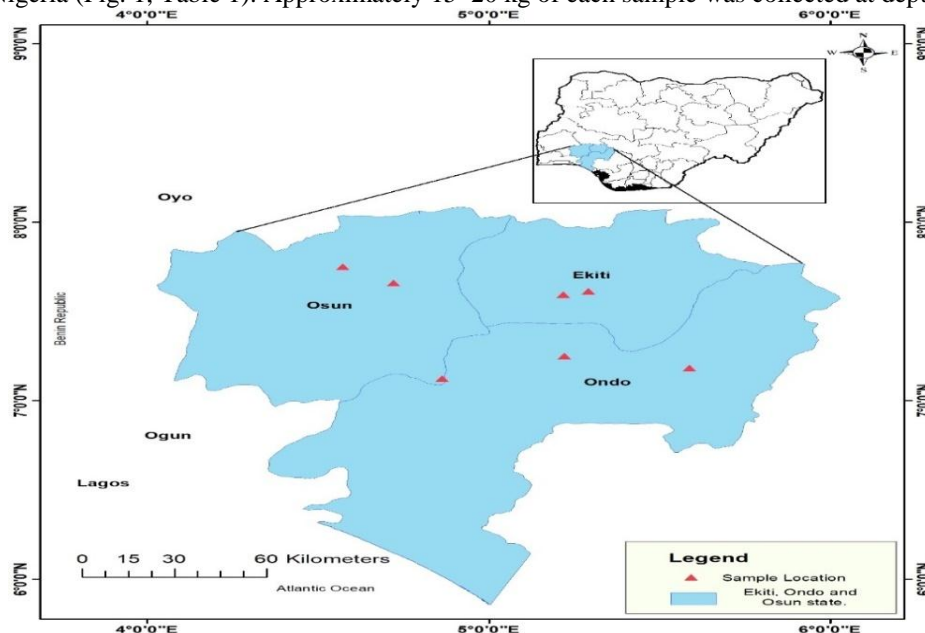 Nigeria (Fig. 1, Table 1). Approximately 15–20 kg of each sample was collected at dep
4°0'0"E 5°0'0"E 6°0'0"E
9°0'0"N 9°0'0"N
N
W E
S
Oyo
8°0'0"N 8°0'0"N
Ekiti
Osun
Benin Republic
Ondo
7°0'0"N 7°0'0"N
Ogun
Lagos
0 15 30 60 Kilometers
Atlantic Ocean
Legend
Sample Location
Ekiti, Ondo and
Osun state.
6°0'0"N 6°0'0"N
4°0'0"E 5°0'0"E 6°0'0"E